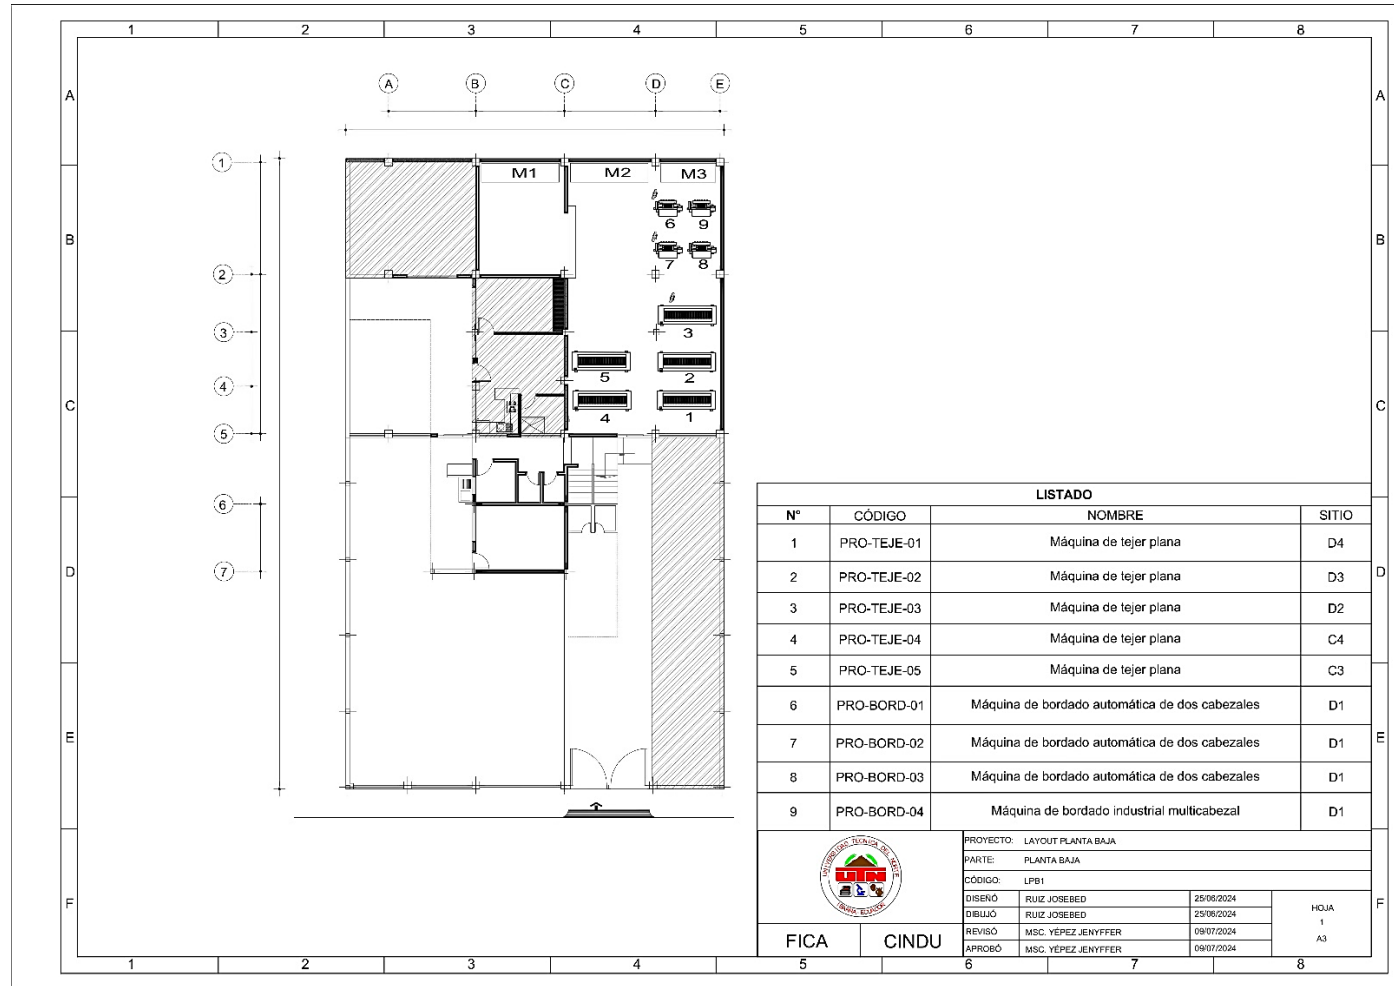 1 2 3 4 5 6 7 8
A A
B B
C C
D D
E E
F F
A B C D E
1
2
3
4
5
6
7
M1 M2 M3
6 9
7 8
3
5 2
4 1
LISTADO
N° CÓDIGO NOMBRE SITIO
1 PRO-TEJE-01 Máquina de tejer plana D4
2 PRO-TEJE-02 Máquina de tejer plana D3
3 PRO-TEJE-03 Máquina de tejer plana D2
4 PRO-TEJE-04 Máquina de tejer plana C4
5 PRO-TEJE-05 Máquina de tejer plana C3
6 PRO-BORD-01 Máquina de bordado automática de dos cabezales D1
7 PRO-BORD-02 Máquina de bordado automática de dos cabezales D1
8 PRO-BORD-03 Máquina de bordado automática de dos cabezales D1
9 PRO-BORD-04 Máquina de bordado industrial multicabezal D1
UNIVERSIDAD TECNICA DEL NORTE
UTN
IBARRA ECUADOR
FICA CINDU
PROYECTO: LAYOUT PLANTA BAJA
PARTE: PLANTA BAJA
CÓDIGO: LPB1
DISEÑÓ RUIZ JOSEBED 25/06/2024
DIBUJÓ RUIZ JOSEBED 25/06/2024
REVISÓ MSC. YÉPEZ JENYFFER 09/07/2024
APROBÓ MSC. YÉPEZ JENYFFER 09/07/2024
HOJA
1
A3
1 2 3 4 5 6 7 8